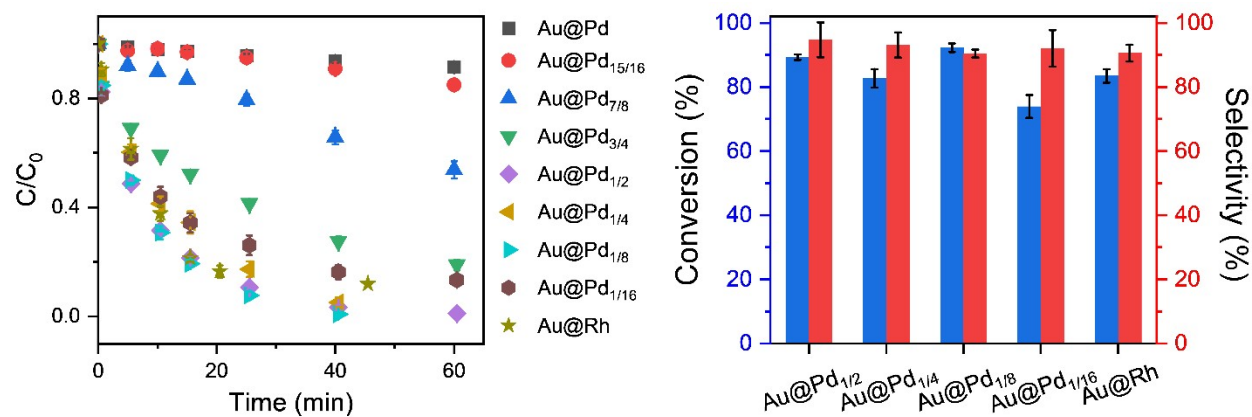 C/C₀
0.8
0.4
0.0
0
20
40
60
Time (min)
Au@Pd
Au@Pd₁₅/₁₆
Au@Pd₇/₈
Au@Pd₃/₄
Au@Pd₁/₂
Au@Pd₁/₄
Au@Pd₁/₈
Au@Pd₁/₁₆
Au@Rh
Conversion (%)
100
80
60
40
20
0
Au@Pd₁/₂
Au@Pd₁/₄
Au@Pd₁/₈
Au@Pd₁/₁₆
Au@Rh
100
80
60
40
20
0
Selectivity (%)